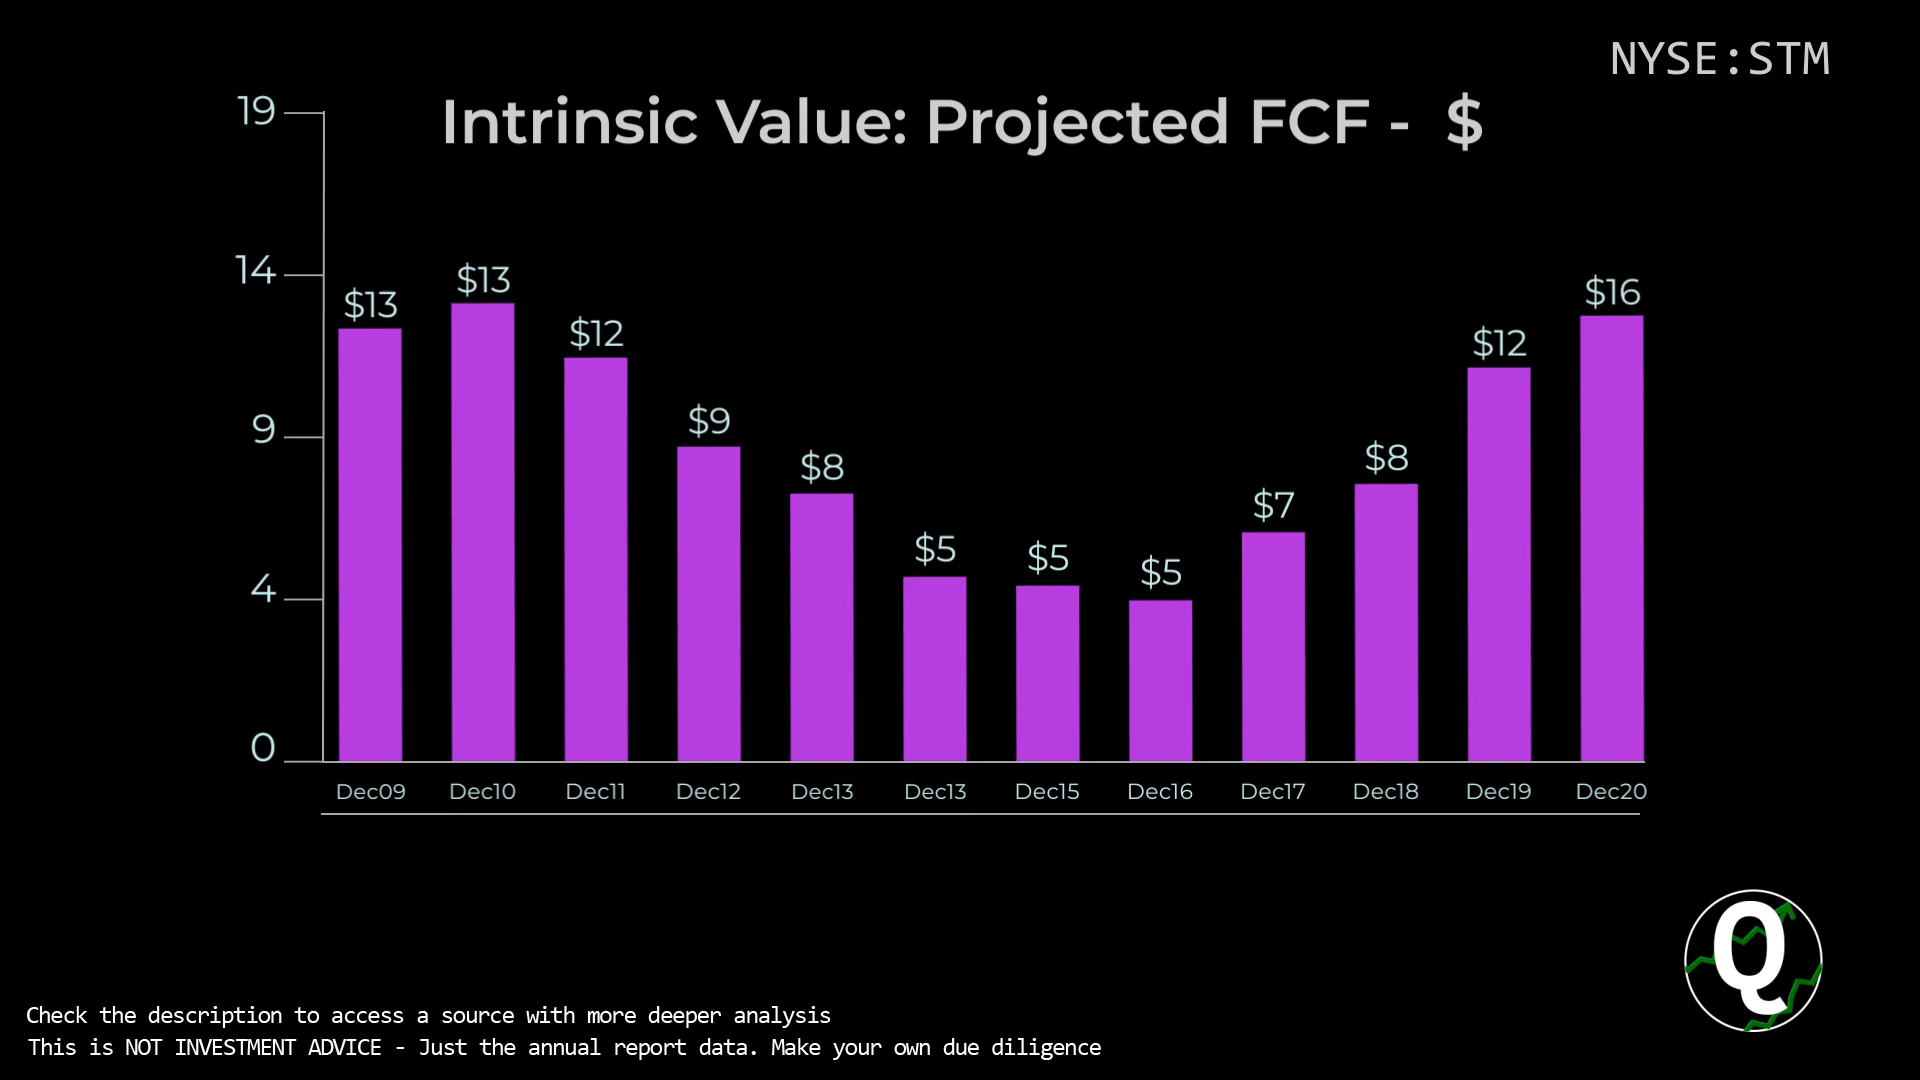 NYSE:STM
Intrinsic Value: Projected FCF - $
19
14
9
4
0
$13
$13
$12
$9
$8
$5
$5
$5
$7
$8
$12
$16
Dec09 Dec10 Dec11 Dec12 Dec13 Dec13 Dec15 Dec16 Dec17 Dec18 Dec19 Dec20
Q
Check the description to access a source with more deeper analysis
This is NOT INVESTMENT ADVICE - Just the annual report data. Make your own due diligence